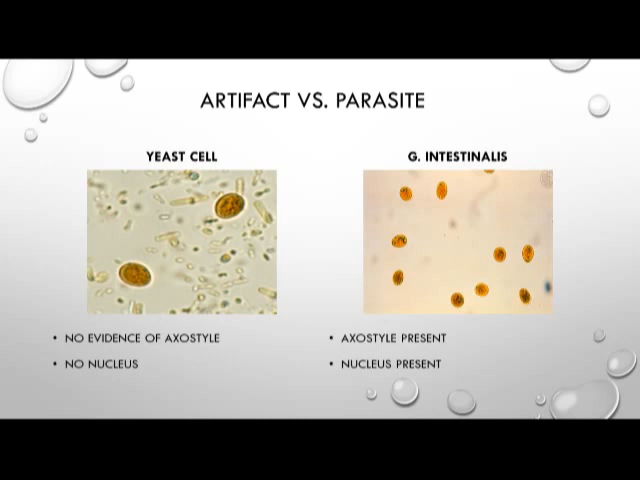 ARTIFACT VS. PARASITE
YEAST CELL
• NO EVIDENCE OF AXOSTYLE
• NO NUCLEUS
G. INTESTINALIS
• AXOSTYLE PRESENT
• NUCLEUS PRESENT